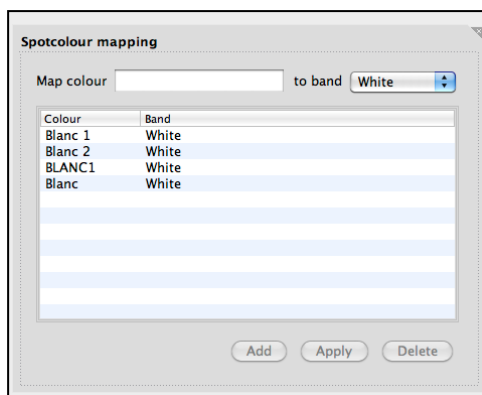 Spotcolour mapping
Map colour to band White
Colour Band
Blanc 1 White
Blanc 2 White
BLANC1 White
Blanc White
Add Apply Delete